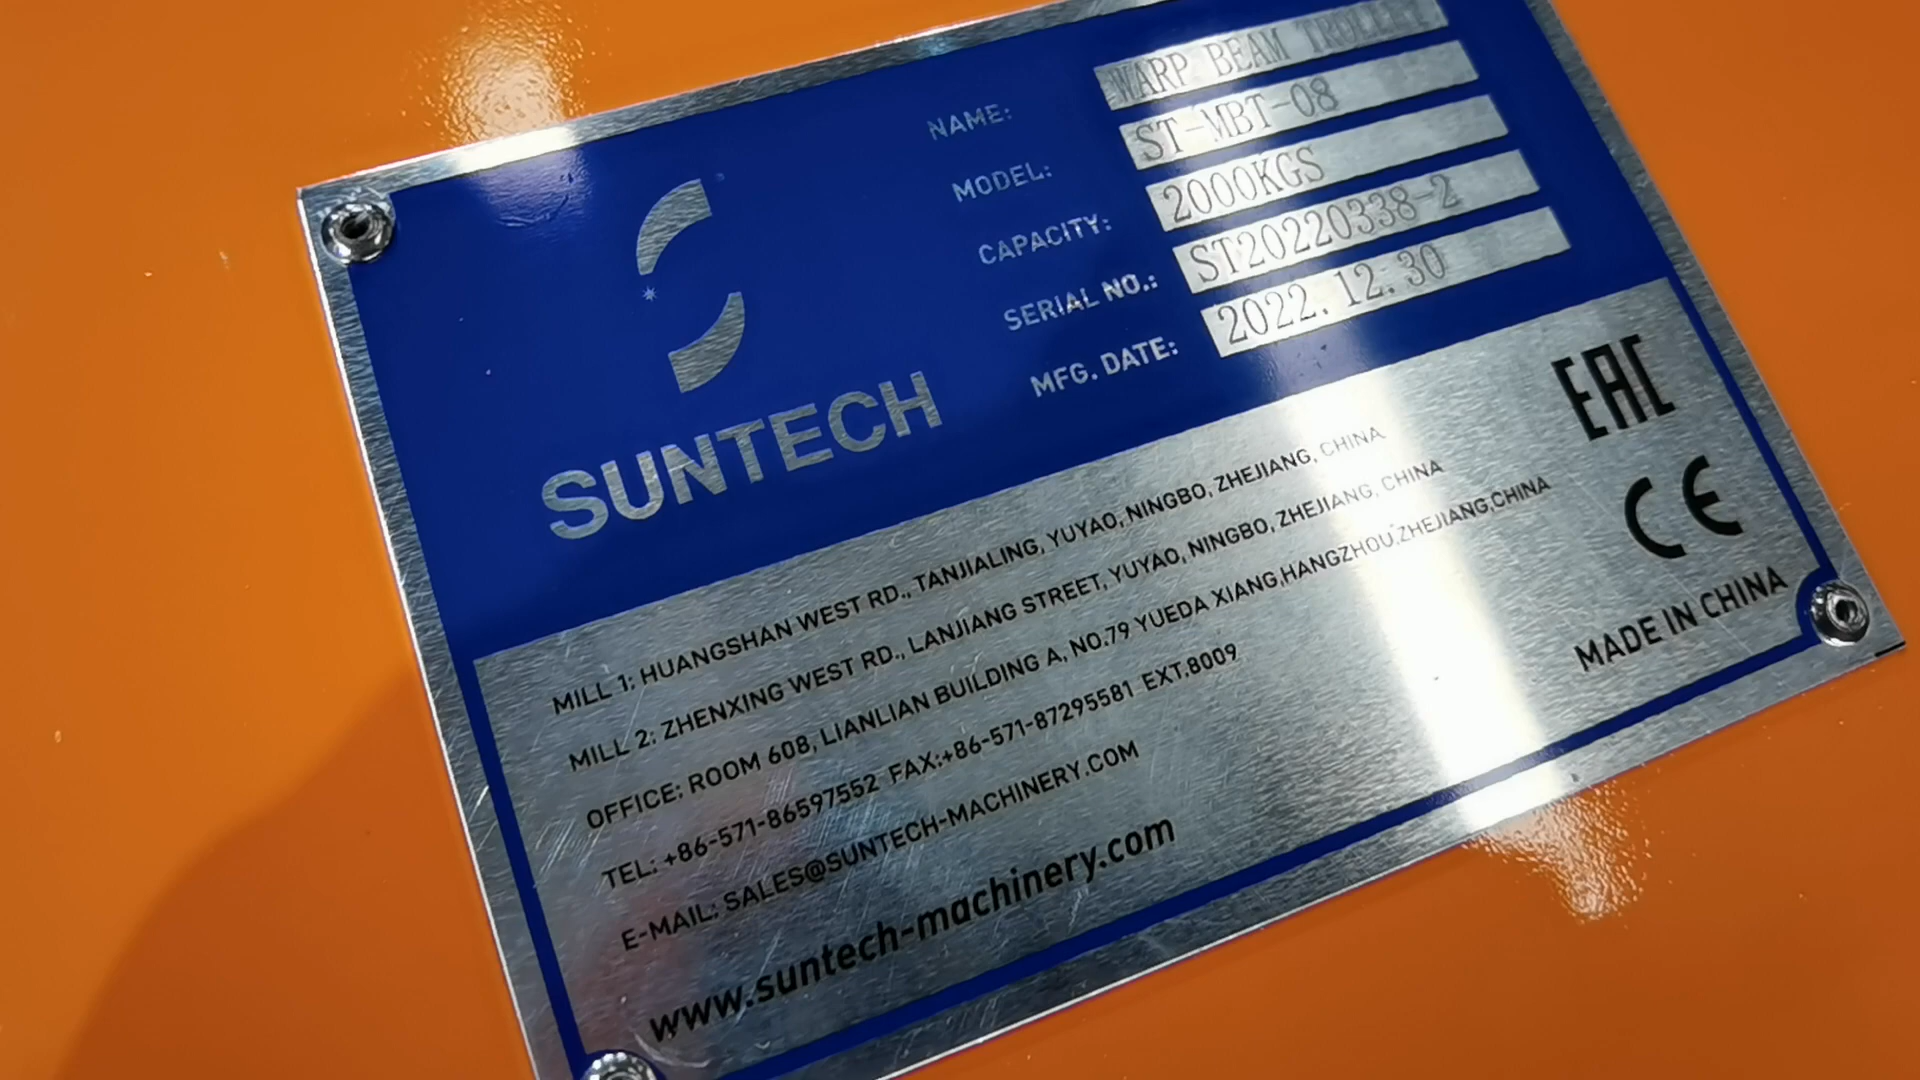 NAME: WARP BEAM TROLLEY
MODEL: ST-MBT-08
CAPACITY: 2000KGS
SERIAL NO.: ST20220338-2
MFG. DATE: 2022.12.30
SUNTECH
MILL 1: HUANGSHAN WEST RD., TANJIALING, YUYAO, NINGBO, ZHEJIANG, CHINA
MILL 2: ZHENXING WEST RD., LANJIANG STREET, YUYAO, NINGBO, ZHEJIANG, CHINA
OFFICE: ROOM 608, LIANLIAN BUILDING A, NO.79 YUEDA XIANG,HANGZHOU,ZHEJIANG,CHINA
TEL: +86-571-86597552 FAX:+86-571-87295581 EXT.8009
E-MAIL: SALES@SUNTECH-MACHINERY.COM
www.suntech-machinery.com
EAC
CE
MADE IN CHINA